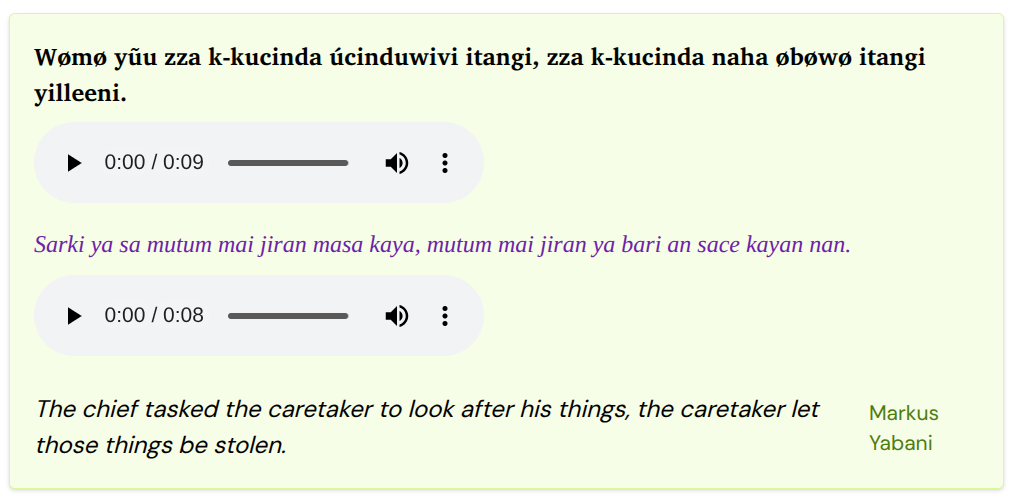 Wømø yũu zza k-kucinda úcinduwivi itangi, zza k-kucinda naha øbøwø itangi
yilleeni.
0:00 / 0:09
Sarki ya sa mutum mai jiran masa kaya, mutum mai jiran ya bari an sace kayan nan.
0:00 / 0:08
The chief tasked the caretaker to look after his things, the caretaker let
those things be stolen.
Markus
Yabani